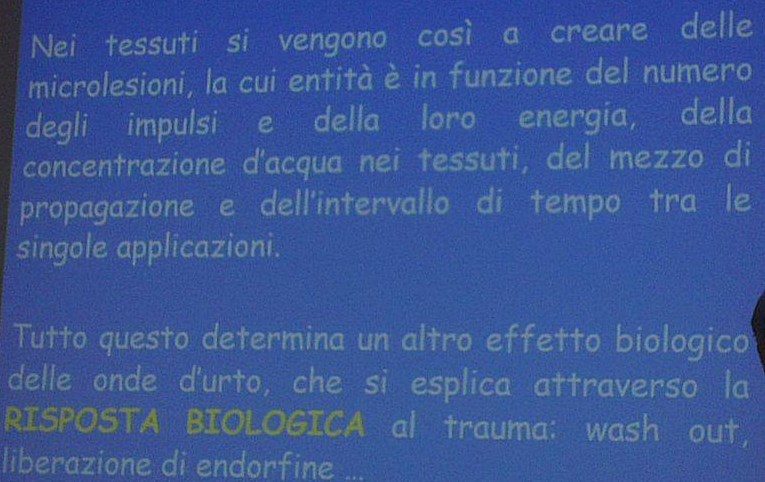 Nei tessuti si vengono così a creare delle
microlesioni, la cui entità è in funzione del numero
degli impulsi e della loro energia, della
concentrazione d'acqua nei tessuti, del mezzo di
propagazione e dell'intervallo di tempo tra le
singole applicazioni.
Tutto questo determina un altro effetto biologico
delle onde d'urto, che si esplica attraverso la
RISPOSTA BIOLOGICA al trauma: wash out,
liberazione di endorfine ...